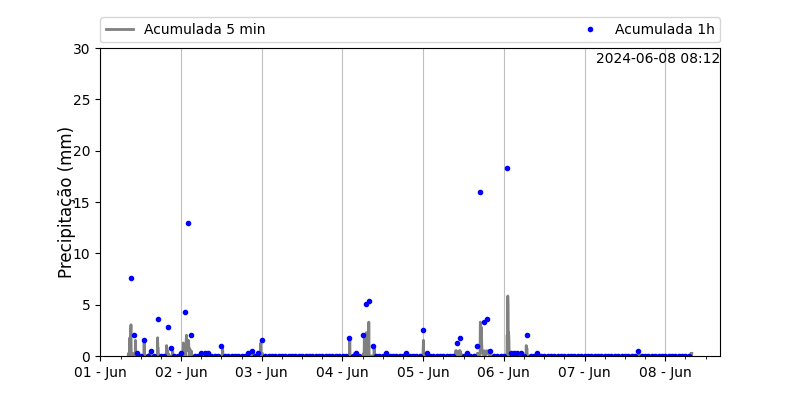 Acumulada 5 min
Acumulada 1h
2024-06-08 08:12
Precipitação (mm)
30
25
20
15
10
5
0
01 - Jun
02 - Jun
03 - Jun
04 - Jun
05 - Jun
06 - Jun
07 - Jun
08 - Jun